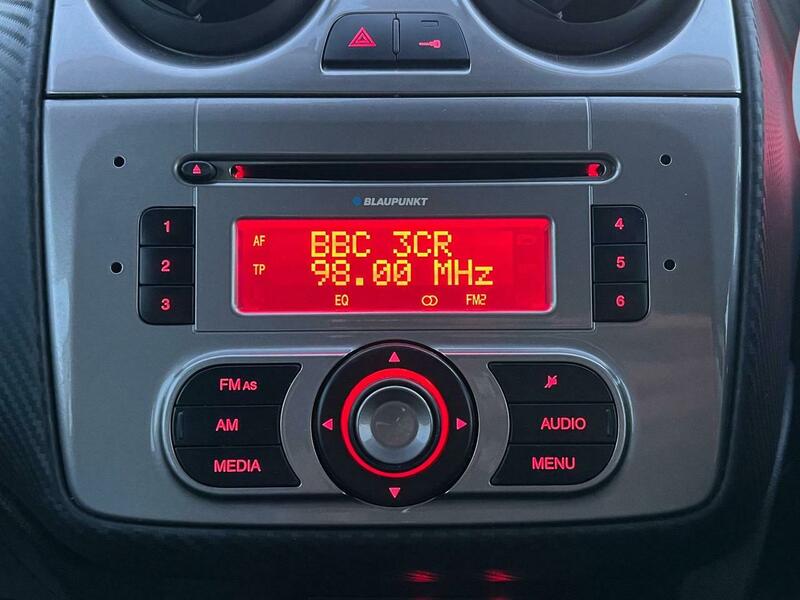 BLAUPUNKT
1
2
3
AF
BBC 3CR
TP
98.00 MHz
EQ
FM2
4
5
6
FM AS
AM
MEDIA
AUDIO
MENU